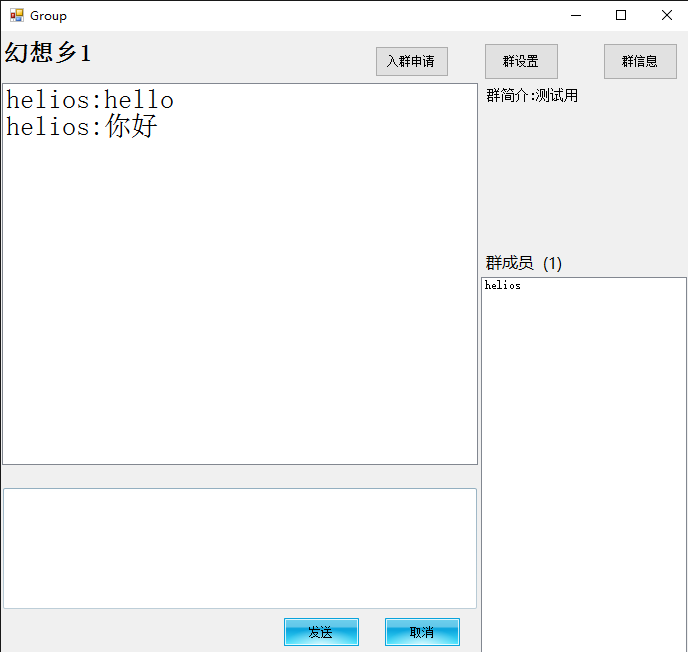 Group
幻想乡1
入群申请
群设置
群信息
helios:hello
helios:你好
群简介:测试用
群成员 (1)
helios
发送
取消